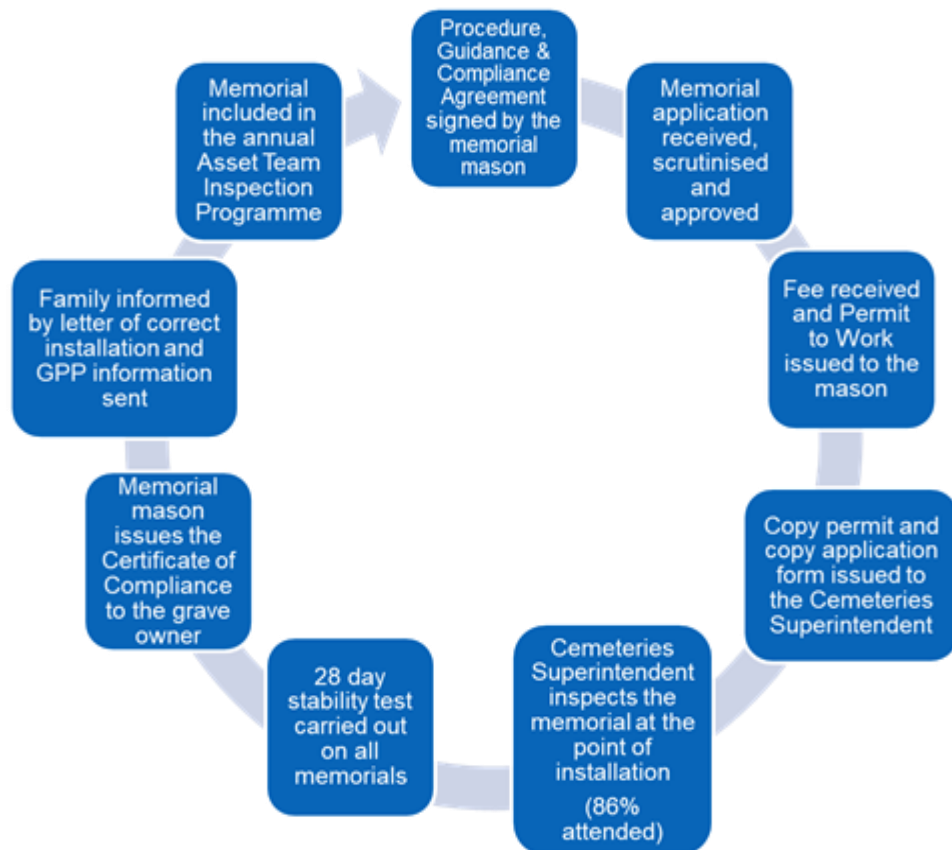 Procedure,
Guidance &
Compliance
Agreement
signed by the
memorial
mason
Memorial
application
received,
scrutinised
and
approved
Fee received
and Permit
to Work
issued to the
mason
Copy permit and
copy application
form issued to
the Cemeteries
Superintendent
Cemeteries
Superintendent
inspects the
memorial at the
point of
installation
(86%
attended)
28 day
stability test
carried out
on all
memorials
Memorial
mason
issues the
Certificate of
Compliance
to the grave
owner
Family informed
by letter of correct
installation and
GPP information
sent
Memorial
included in
the annual
Asset Team
Inspection
Programme